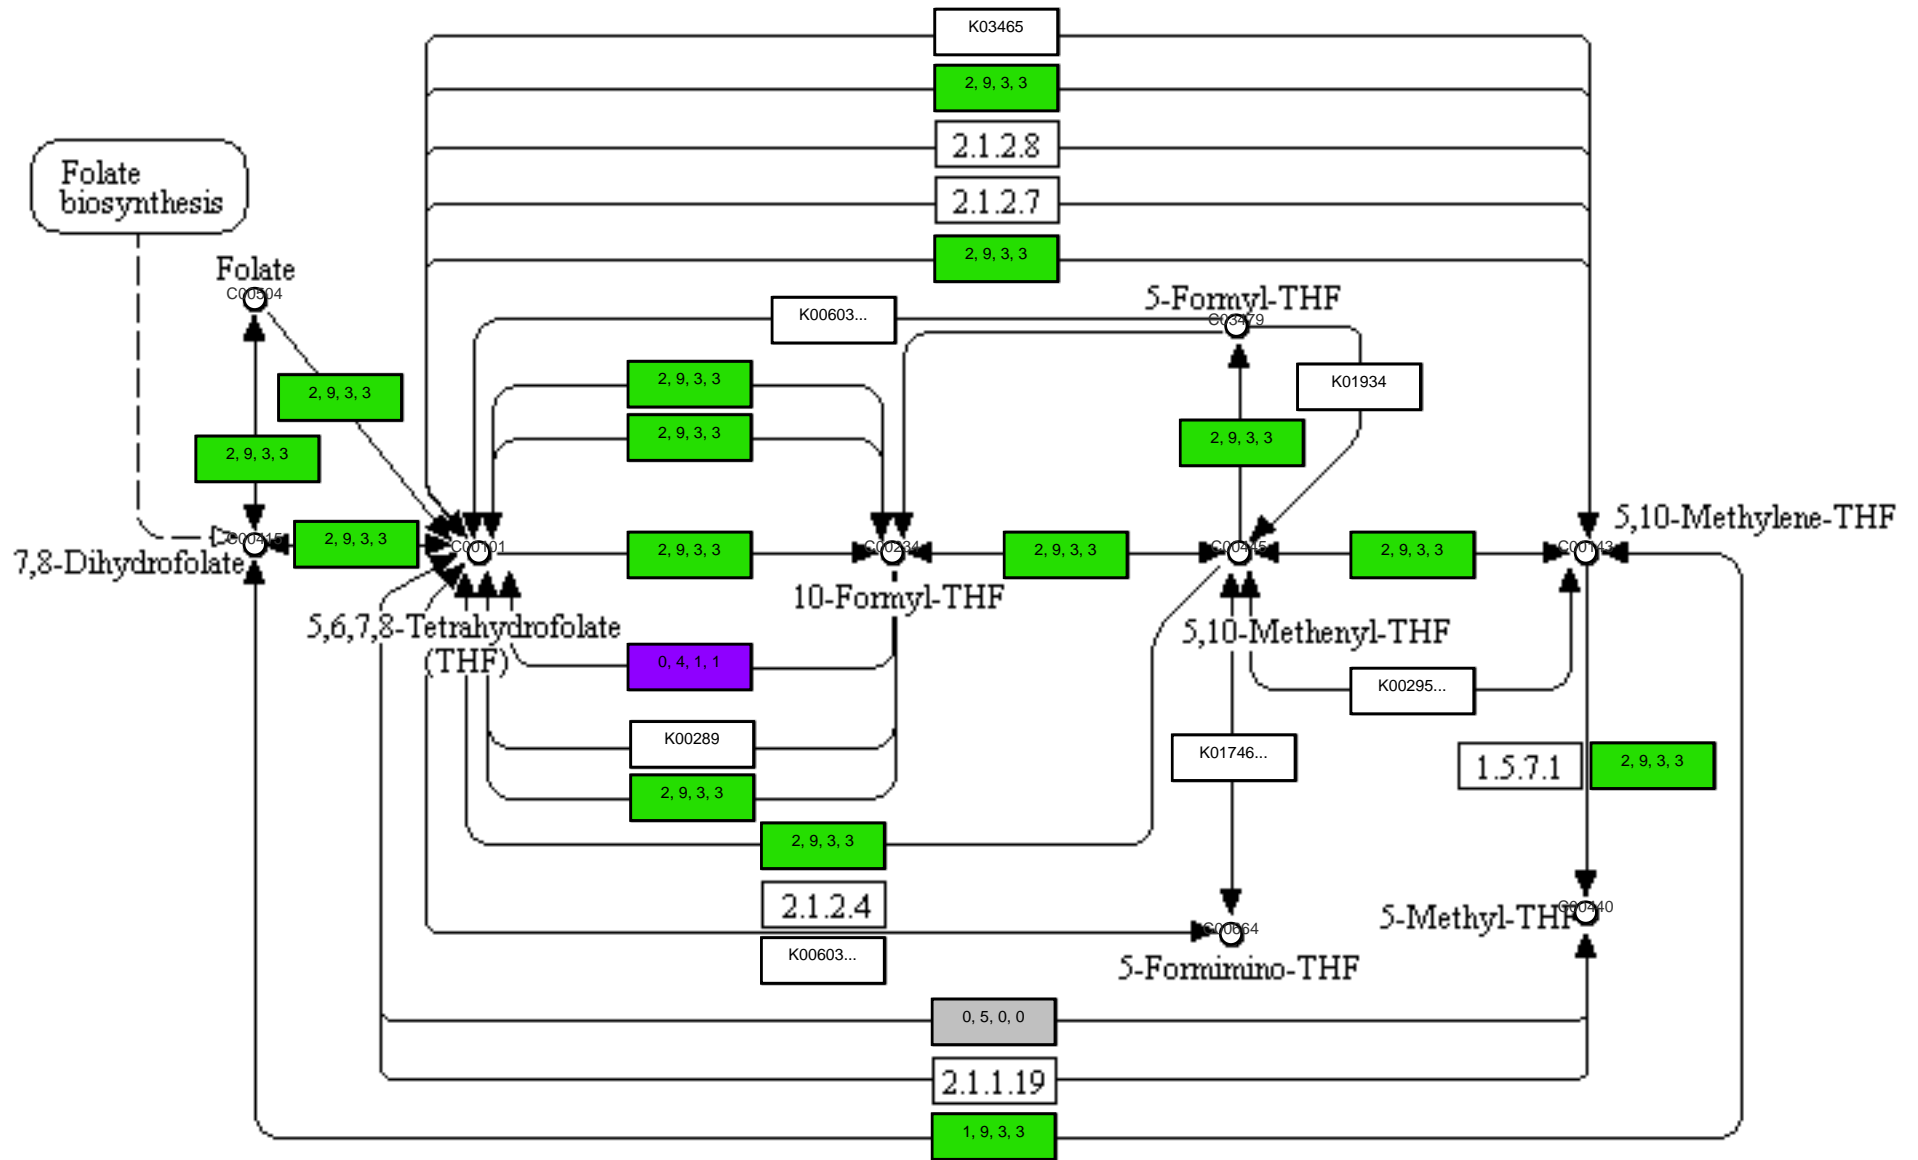 K03465
2, 9, 3, 3
2.1.2.8
Folate
biosynthesis
2.1.2.7
2, 9, 3, 3
Folate
C00504
5-Formyl-THF
C03479
K00603...
2, 9, 3, 3
2, 9, 3, 3
K01934
2, 9, 3, 3
2, 9, 3, 3
2, 9, 3, 3
5,10-Methylene-THF
C00415
2, 9, 3, 3
C00101
2, 9, 3, 3
C00234
2, 9, 3, 3
C00445
2, 9, 3, 3
C00143
7,8-Dihydrofolate
10-Formyl-THF
5,6,7,8-Tetrahydrofolate
(THF)
5,10-Methenyl-THF
0, 4, 1, 1
K00295...
K00289
K01746...
1.5.7.1
2, 9, 3, 3
2, 9, 3, 3
2, 9, 3, 3
2.1.2.4
5-Methyl-THF
C00440
C00664
K00603...
5-Formimino-THF
0, 5, 0, 0
2.1.1.19
1, 9, 3, 3